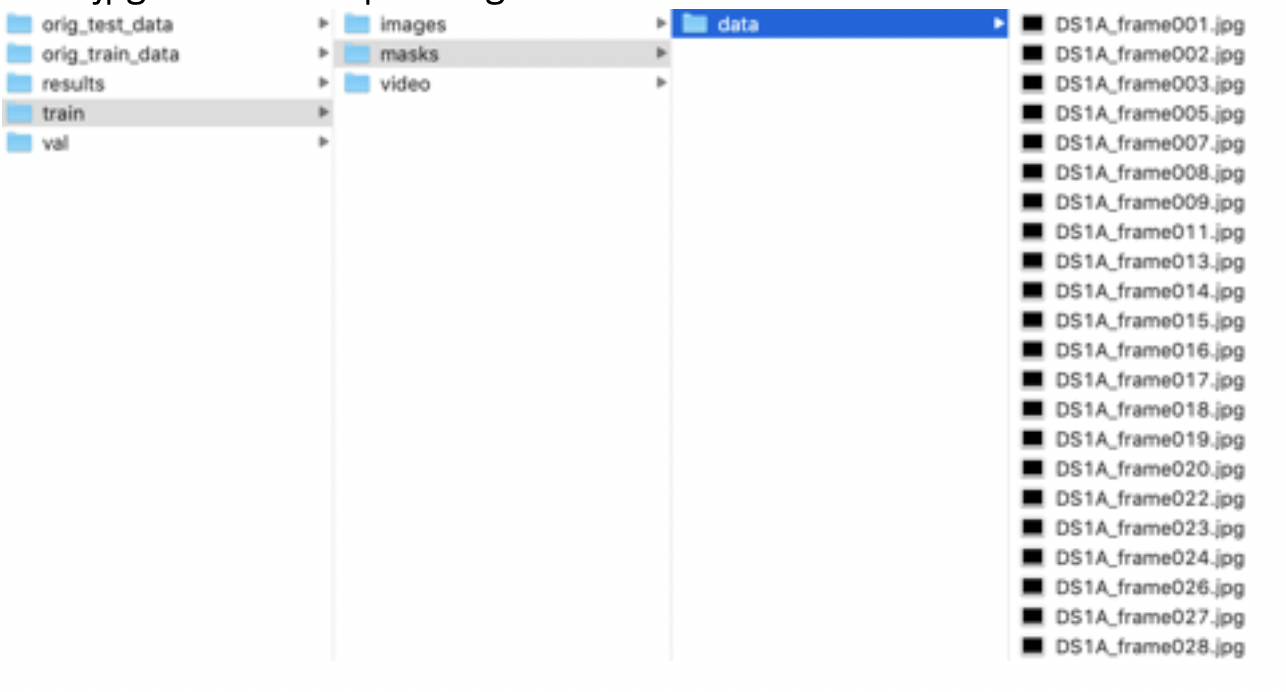 orig_test_data
orig_train_data
results
train
val
images
masks
video
data
DS1A_frame001.jpg
DS1A_frame002.jpg
DS1A_frame003.jpg
DS1A_frame005.jpg
DS1A_frame007.jpg
DS1A_frame008.jpg
DS1A_frame009.jpg
DS1A_frame011.jpg
DS1A_frame013.jpg
DS1A_frame014.jpg
DS1A_frame015.jpg
DS1A_frame016.jpg
DS1A_frame017.jpg
DS1A_frame018.jpg
DS1A_frame019.jpg
DS1A_frame020.jpg
DS1A_frame022.jpg
DS1A_frame023.jpg
DS1A_frame024.jpg
DS1A_frame026.jpg
DS1A_frame027.jpg
DS1A_frame028.jpg